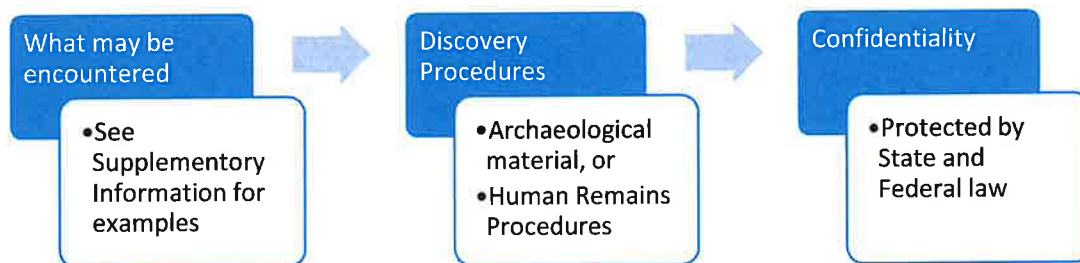 What may be
encountered
•See
Supplementory
Information for
examples
Discovery
Procedures
•Archaeological
material, or
•Human Remains
Procedures
Confidentiality
•Protected by
State and
Federal law